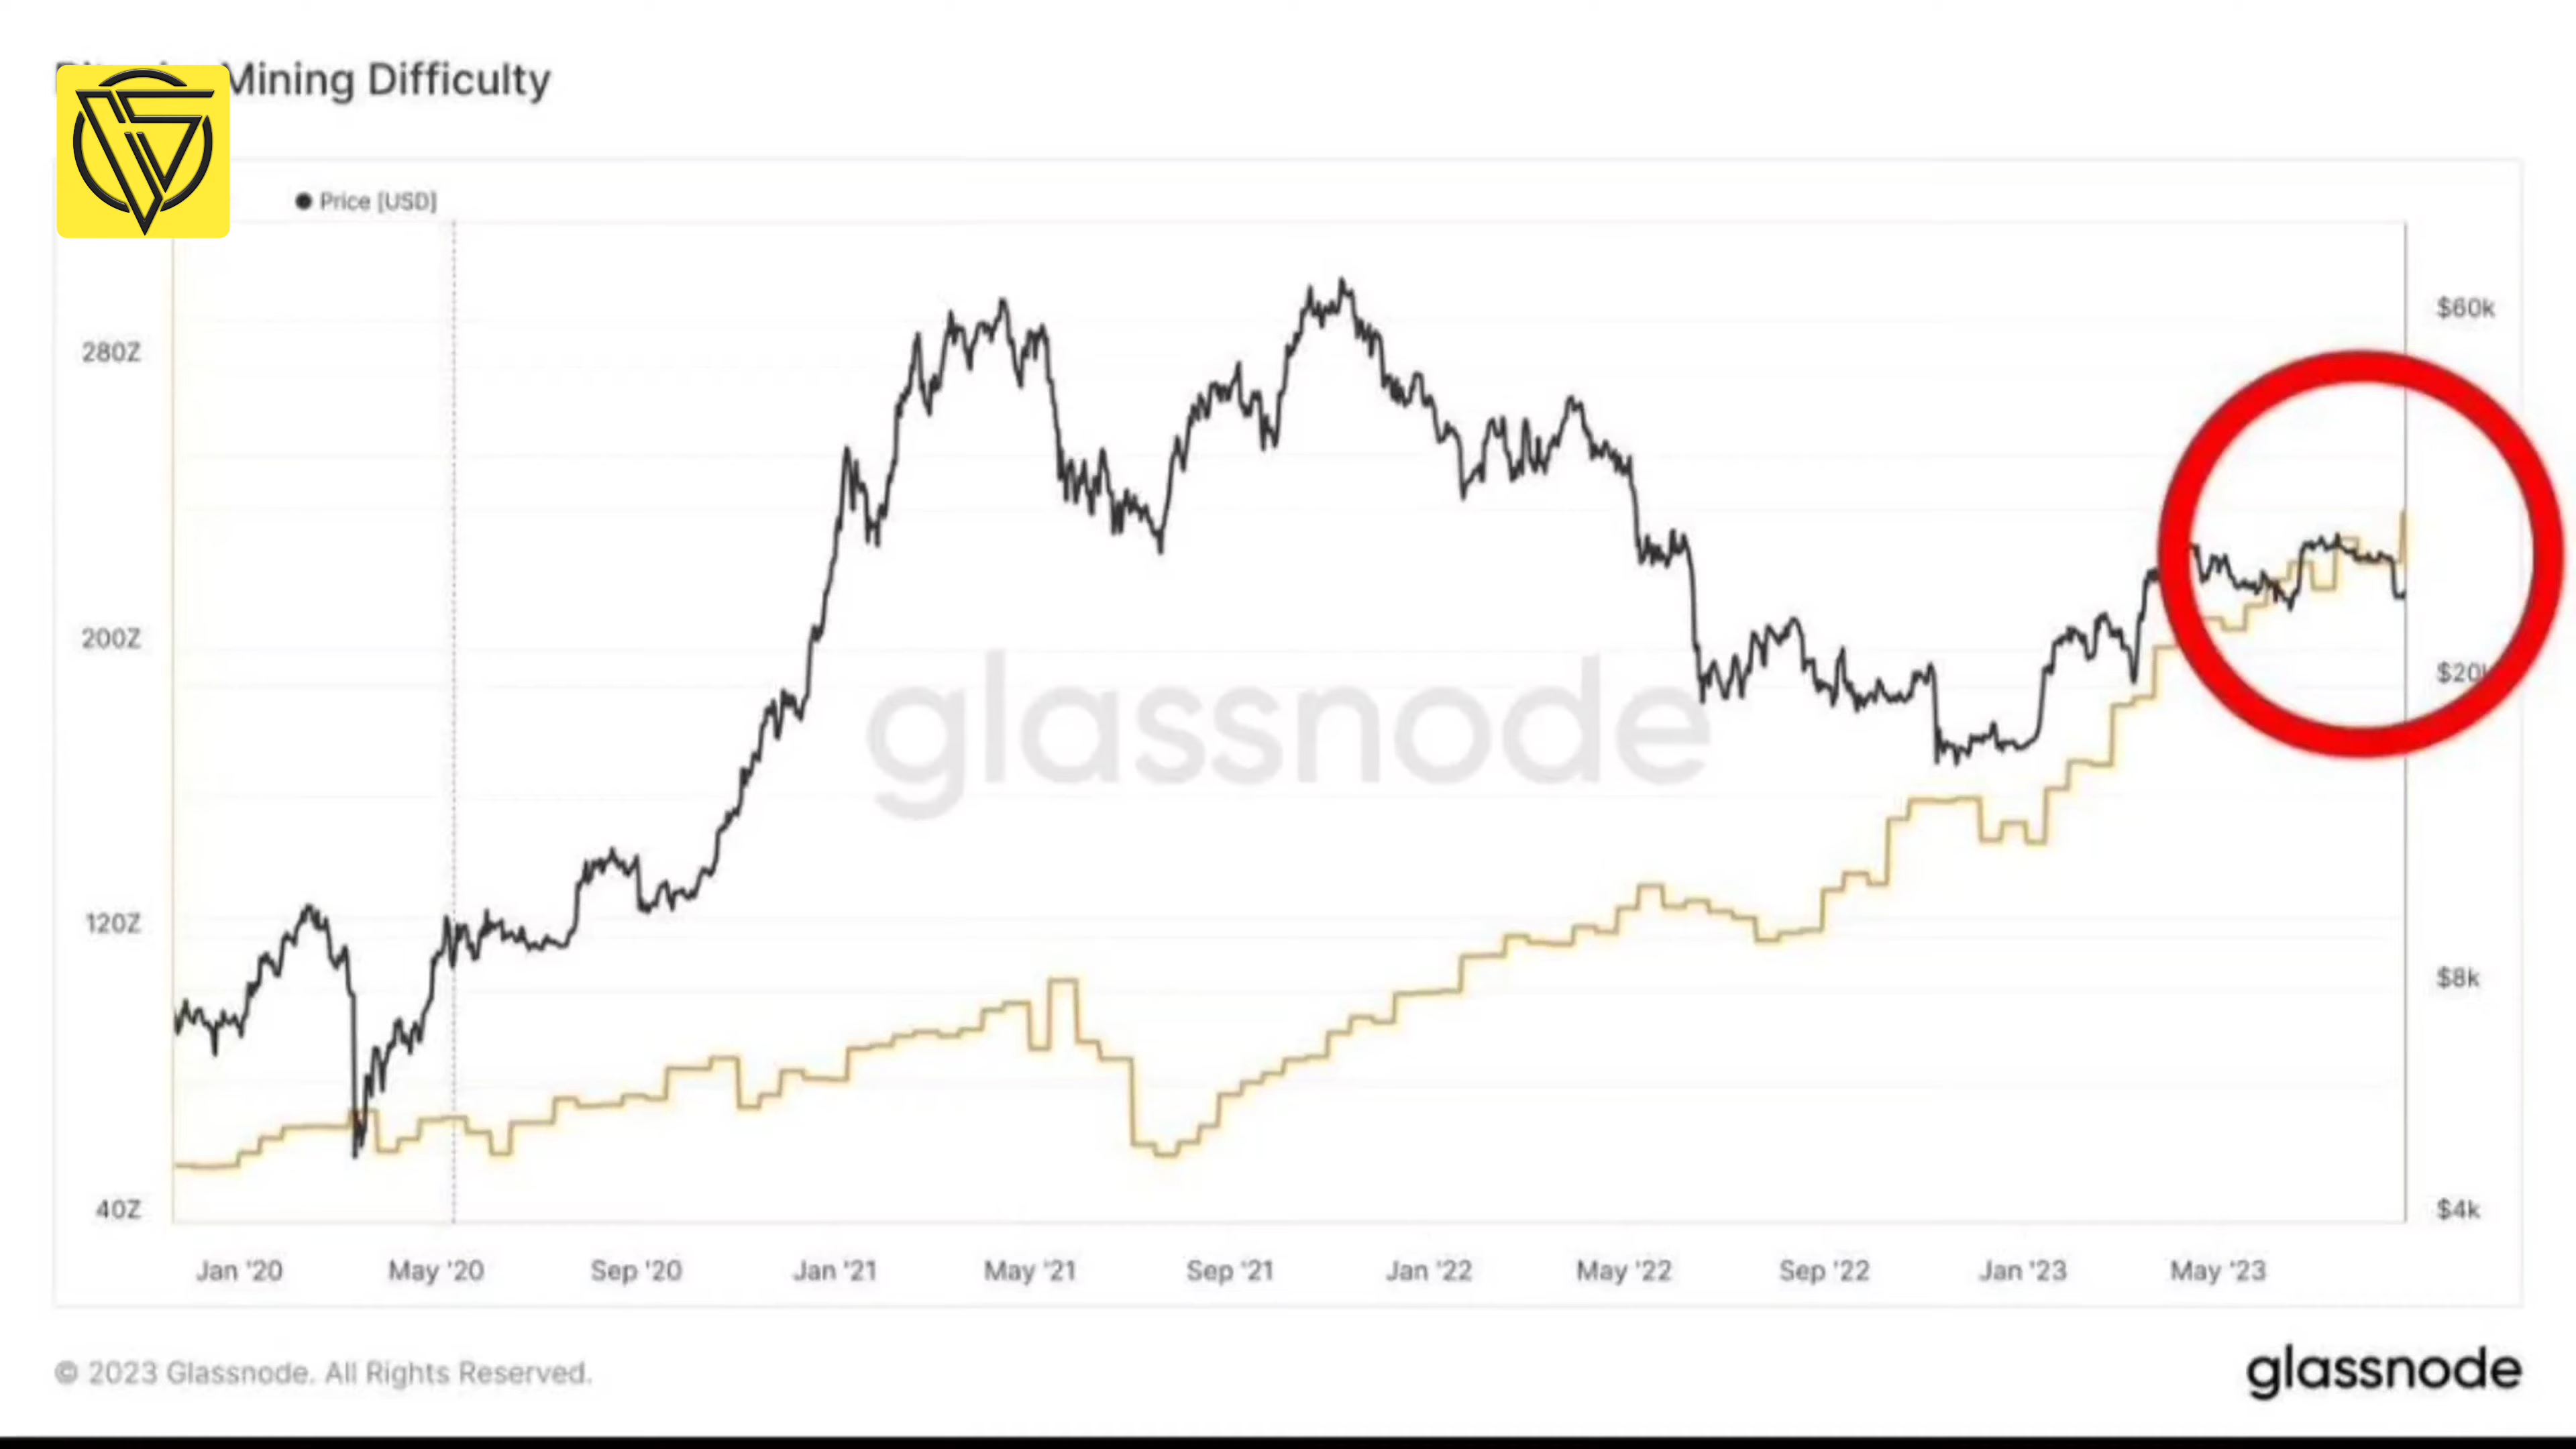 Mining Difficulty
Price [USD]
280Z
200Z
120Z
40Z
$60k
$20k
$8k
$4k
glassnode
Jan '20 May '20 Sep '20 Jan '21 May '21 Sep '21 Jan '22 May '22 Sep '22 Jan '23 May '23
© 2023 Glassnode. All Rights Reserved.
glassnode